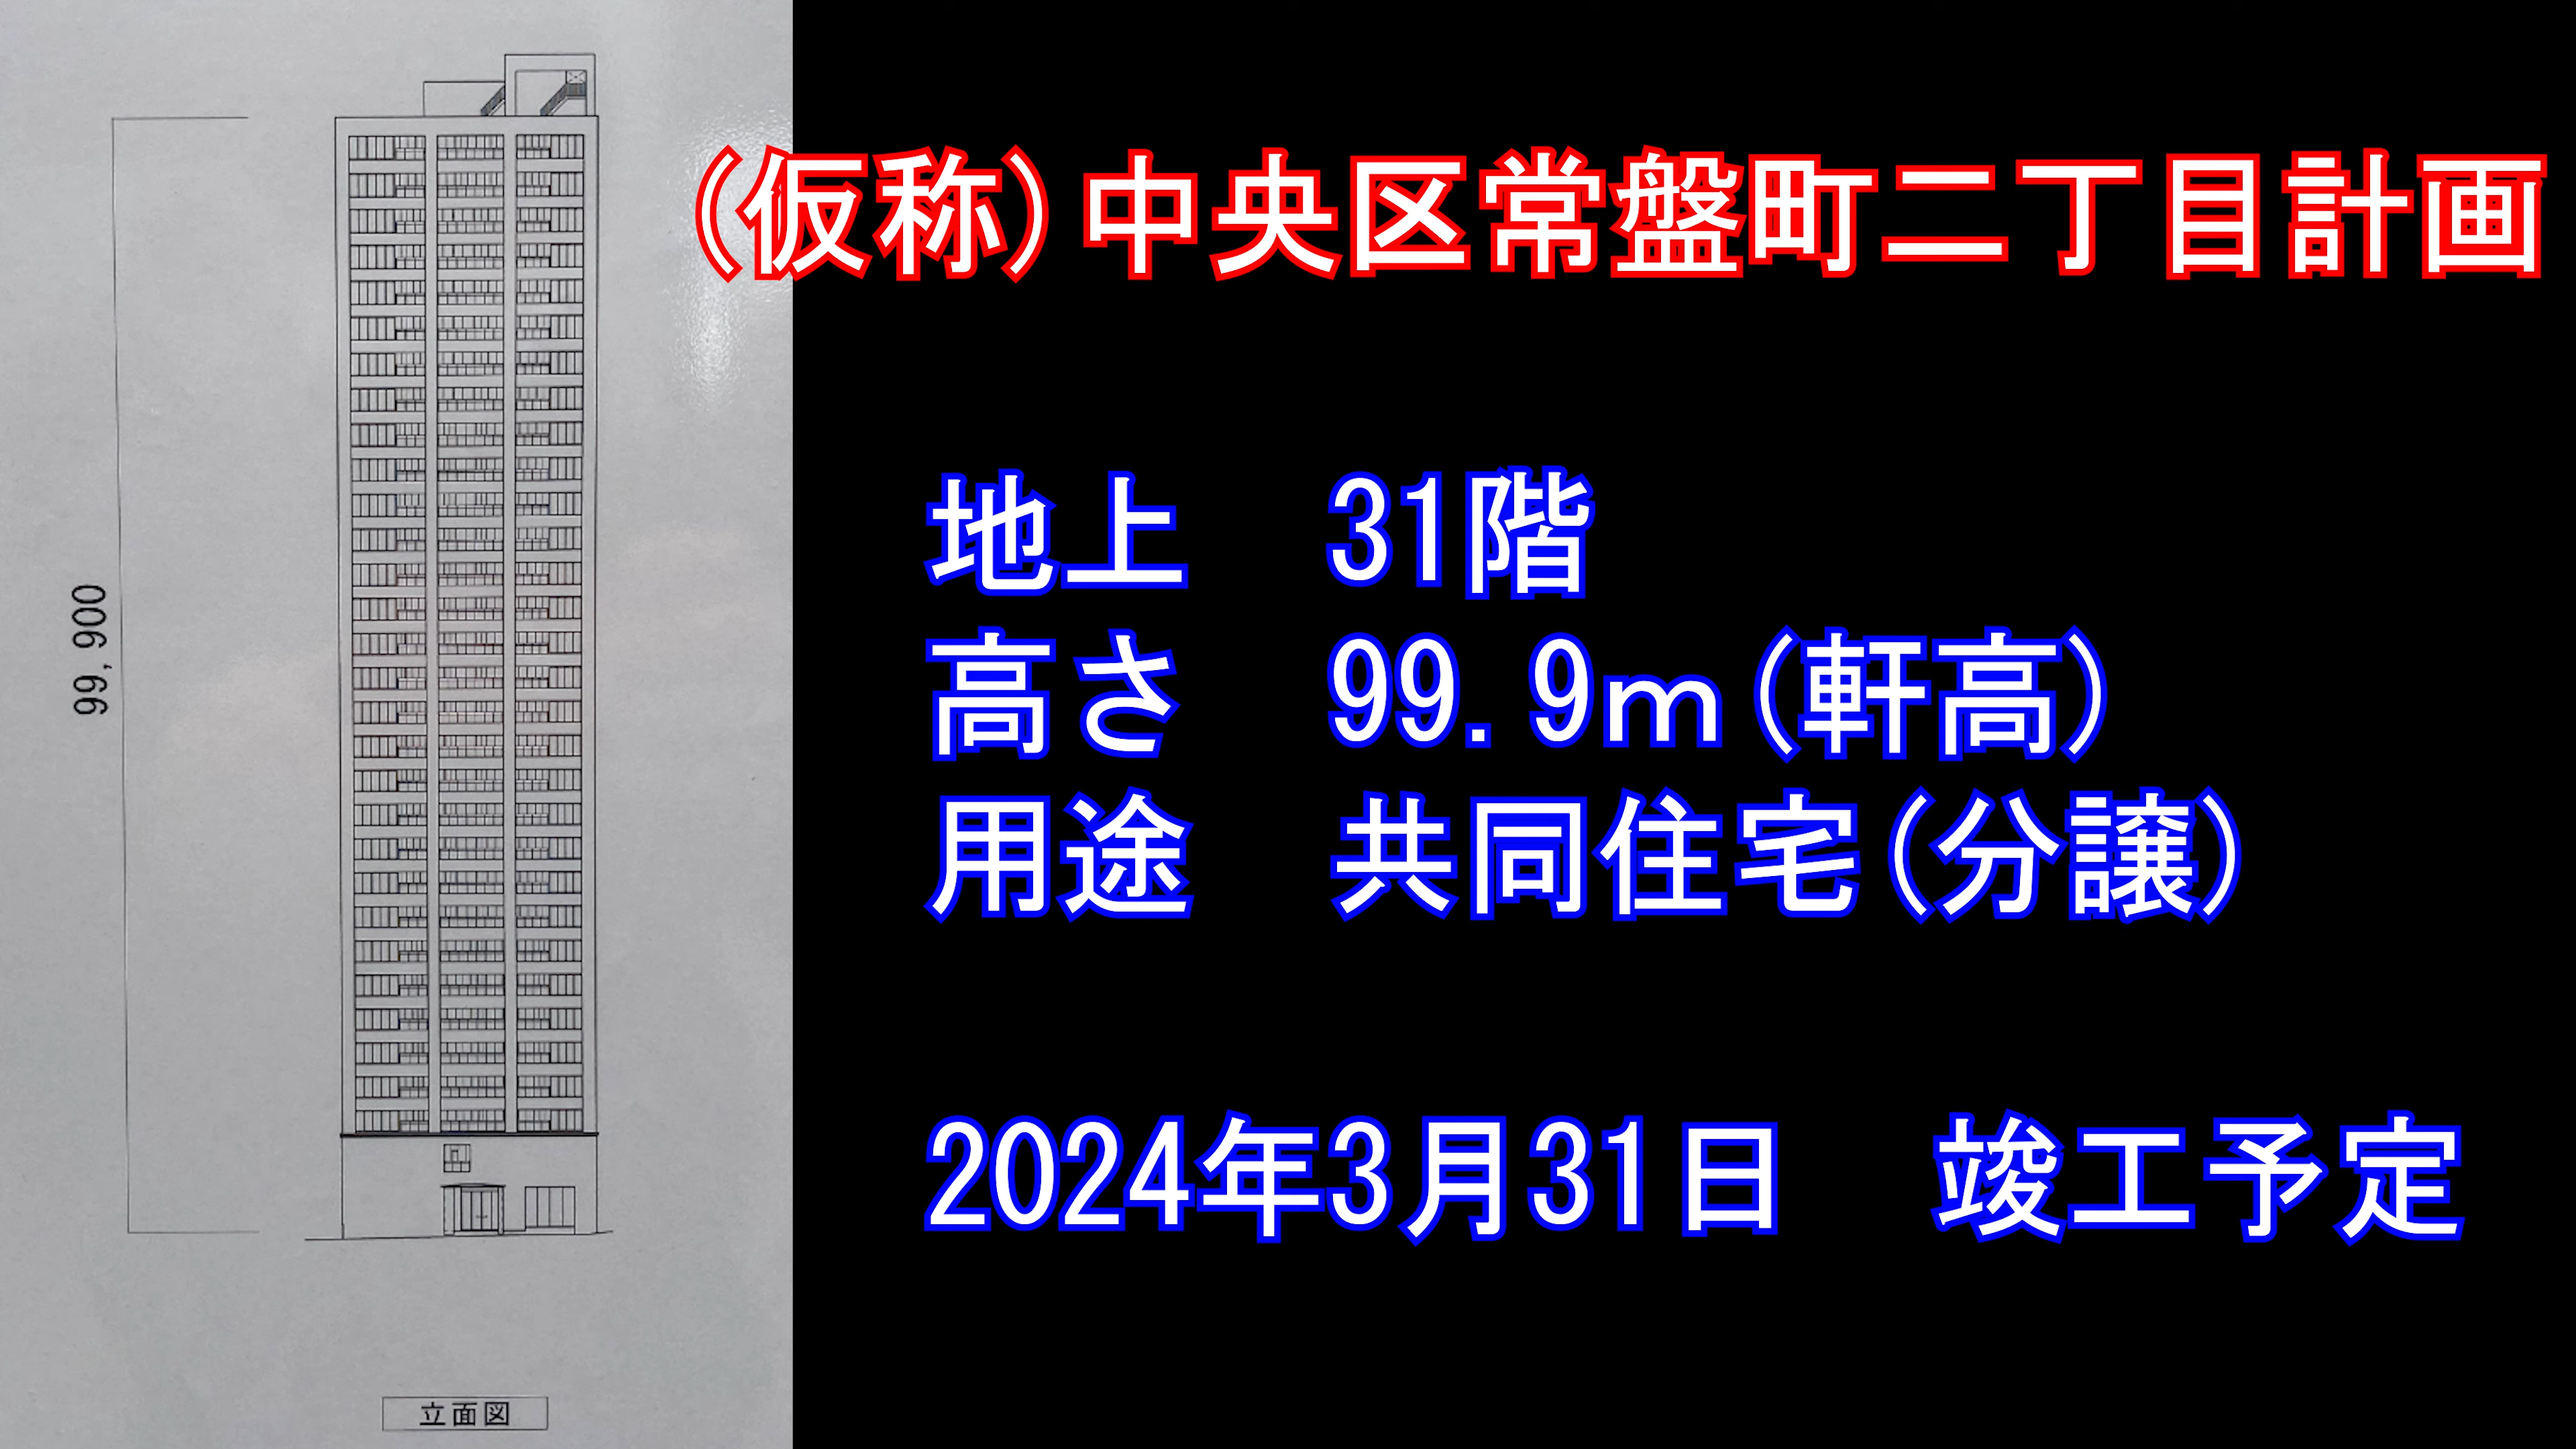 (仮称)中央区常盤町二丁目計画
地上　31階
高さ　99.9m(軒高)
用途　共同住宅(分譲)
2024年3月31日　竣工予定
99,900
立面図